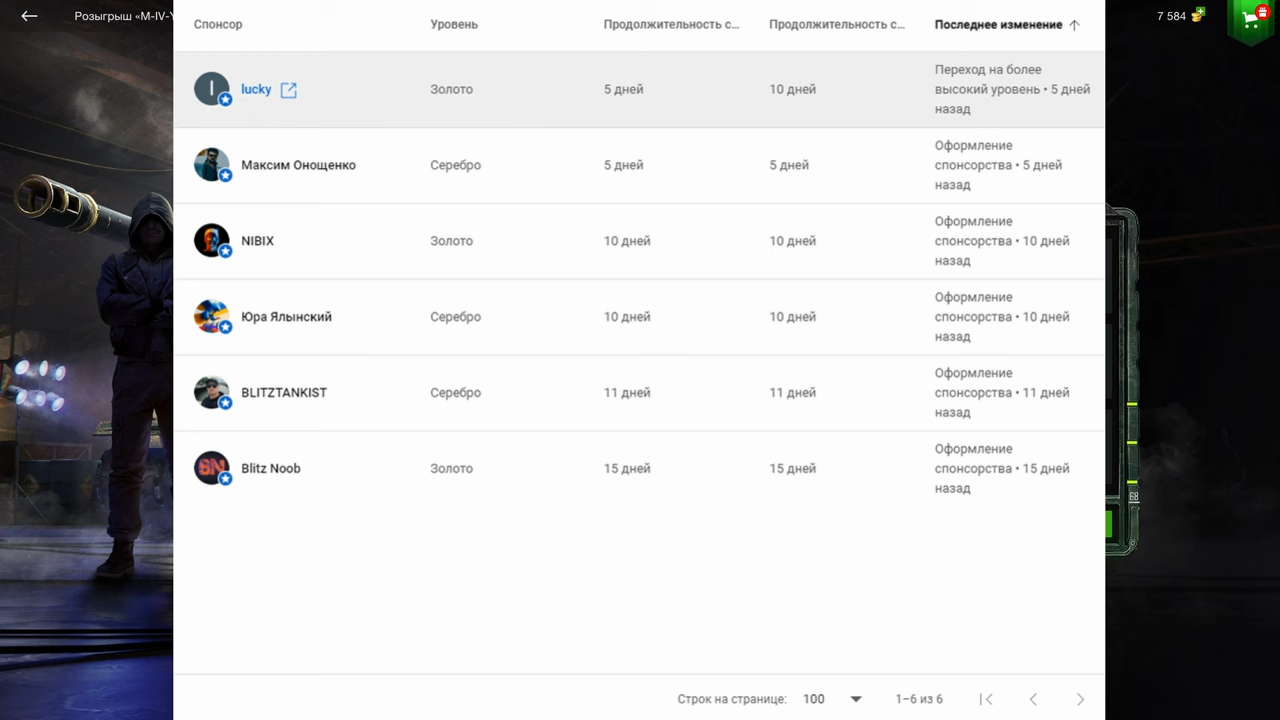 Розыгрыш «M-IV-Y
7 584
Спонсор
Уровень
Продолжительность с...
Продолжительность с...
Последнее изменение
lucky
Золото
5 дней
10 дней
Переход на более
высокий уровень • 5 дней
назад
Максим Онощенко
Серебро
5 дней
5 дней
Оформление
спонсорства • 5 дней
назад
NIBIX
Золото
10 дней
10 дней
Оформление
спонсорства • 10 дней
назад
Юра Ялынский
Серебро
10 дней
10 дней
Оформление
спонсорства • 10 дней
назад
BLITZTANKIST
Серебро
11 дней
11 дней
Оформление
спонсорства • 11 дней
назад
BN
Blitz Noob
Золото
15 дней
15 дней
Оформление
спонсорства • 15 дней
назад
68
Строк на странице:
100
1–6 из 6